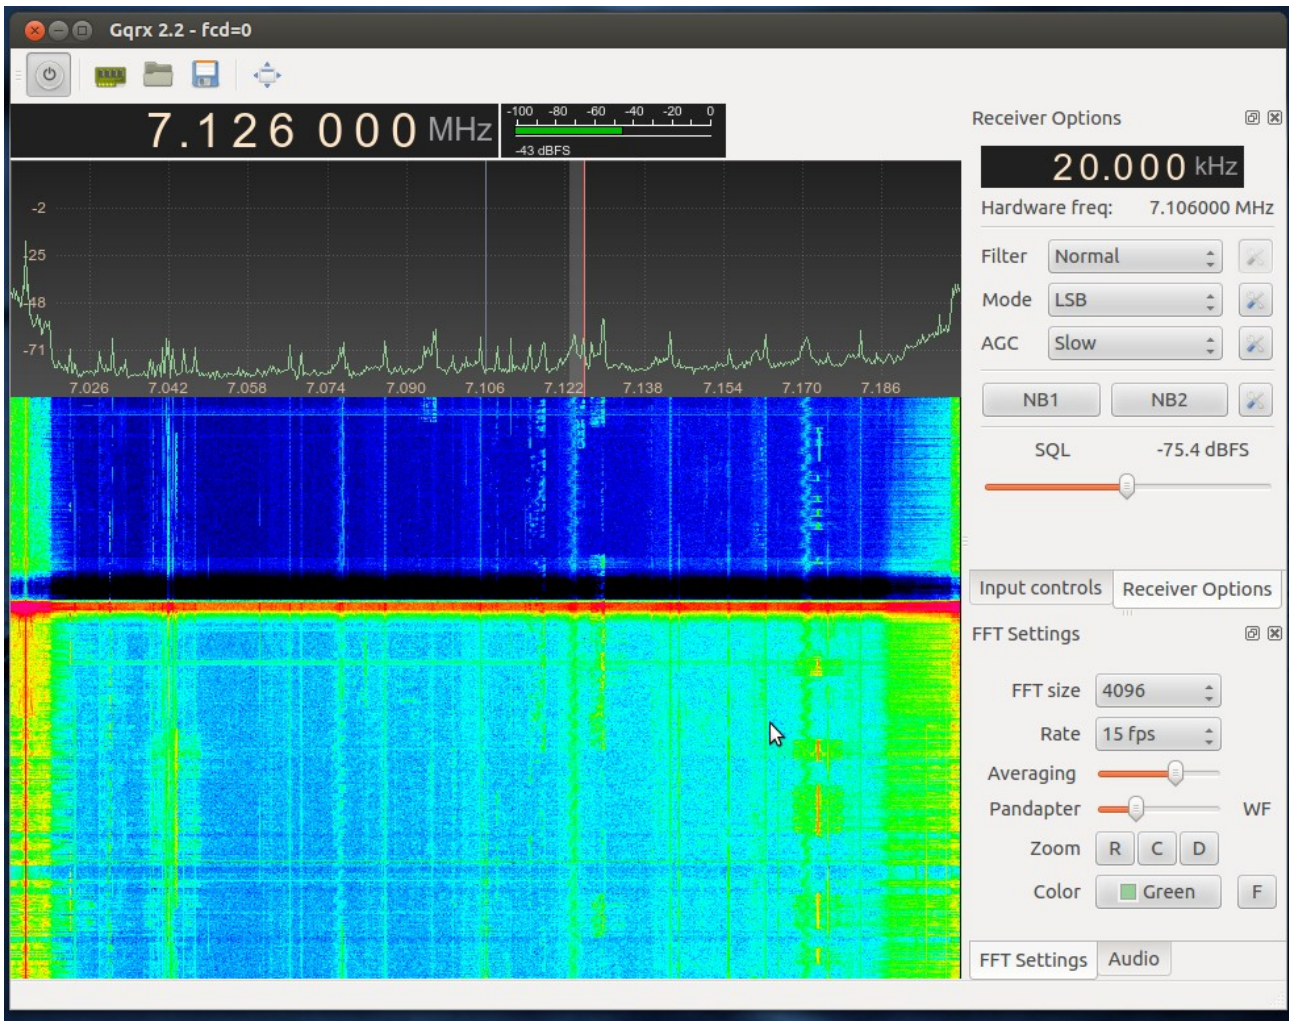 Gqrx 2.2 - fcd=0
7.126 000 MHz
-100 -80 -60 -40 -20 0
-43 dBFS
-2
-25
-48
-71
7.026 7.042 7.058 7.074 7.090 7.106 7.122 7.138 7.154 7.170 7.186
Receiver Options
20.000 kHz
Hardware freq: 7.106000 MHz
Filter Normal
Mode LSB
AGC Slow
NB1 NB2
SQL -75.4 dBFS
Input controls Receiver Options
FFT Settings
FFT size 4096
Rate 15 fps
Averaging
Pandapter WF
Zoom R C D
Color Green F
FFT Settings Audio